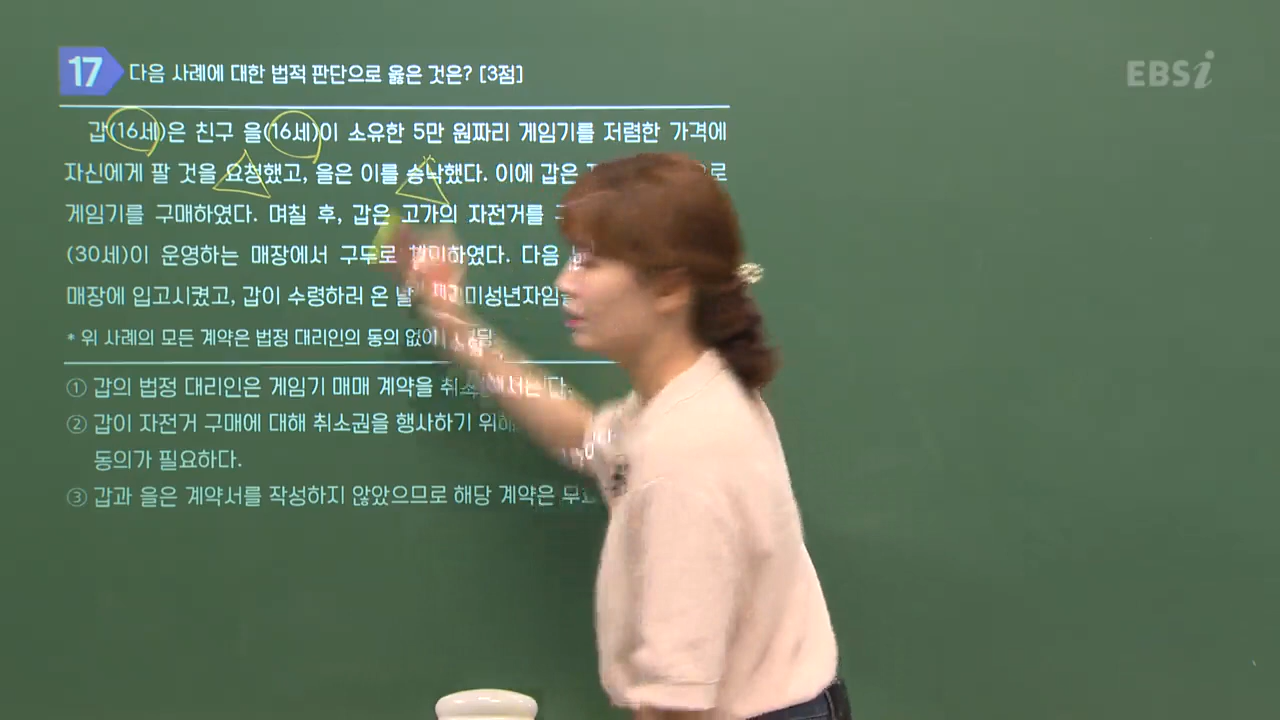 17 다음 사례에 대한 법적 판단으로 옳은 것은? [3점]
EBSi
갑(16세)은 친구 을(16세)이 소유한 5만 원짜리 게임기를 저렴한 가격에
자신에게 팔 것을 요청했고, 을은 이를 승낙했다. 이에 갑은
게임기를 구매하였다. 며칠 후, 갑은 고가의 자전거를
(30세)이 운영하는 매장에서 구두로 다음
매장에 입고시켰고, 갑이 수령하러 온 날
* 위 사례의 모든 계약은 법정 대리인의 동의 없이
① 갑의 법정 대리인은 게임기 매매 계약을
② 갑이 자전거 구매에 대해 취소권을 행사하기
동의가 필요하다.
③ 갑과 을은 계약서를 작성하지 않았으므로 해당 계약은